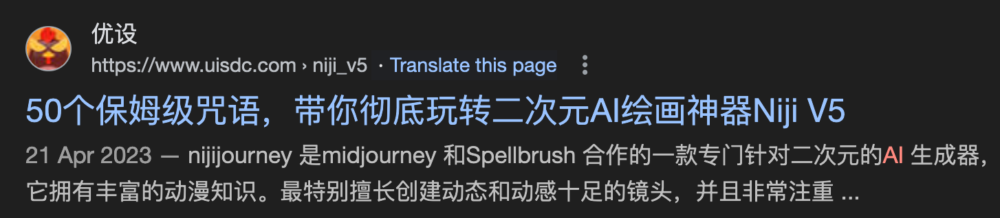 优设
https://www.uisdc.com › niji_v5 · Translate this page
50个保姆级咒语，带你彻底玩转二次元AI绘画神器Niji V5
21 Apr 2023 — nijijourney 是midjourney 和Spellbrush 合作的一款专门针对二次元的AI 生成器，
它拥有丰富的动漫知识。最特别擅长创建动态和动感十足的镜头，并且非常注重 ...